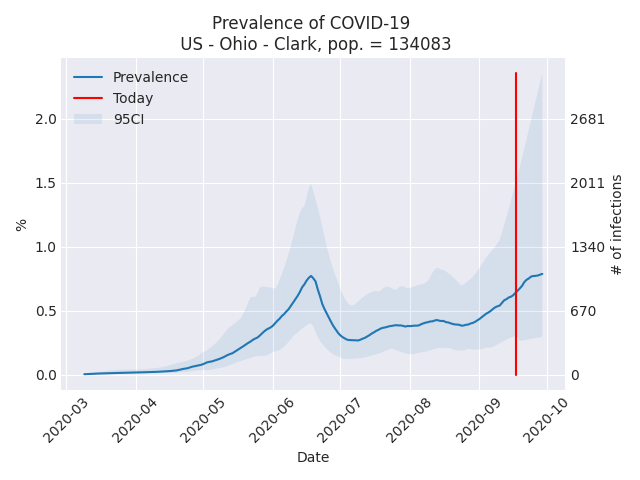 Prevalence of COVID-19
US - Ohio - Clark, pop. = 134083
Prevalence
Today
95CI
%
2.0
1.5
1.0
0.5
0.0
2681
2011
1340
670
0
# of infections
2020-03
2020-04
2020-05
2020-06
2020-07
2020-08
2020-09
2020-10
Date